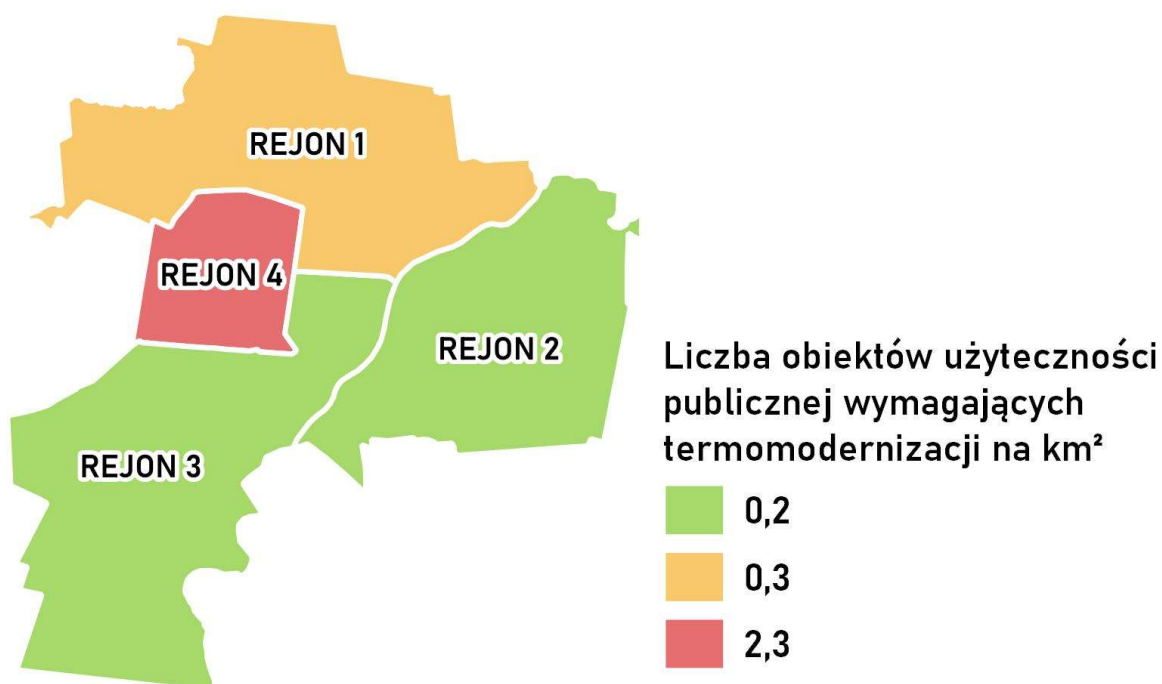 REJON 1
REJON 4
REJON 2
REJON 3
Liczba obiektów użyteczności
publicznej wymagających
termomodernizacji na km²
0,2
0,3
2,3